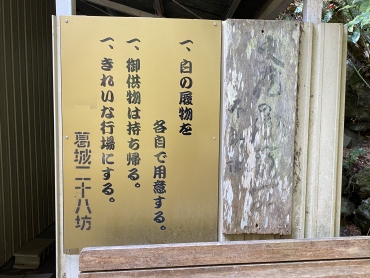 一、白の履物を
各自で用意する。
一、御供物は持ち帰る。
一、きれいな行場にする。
葛城二十八坊